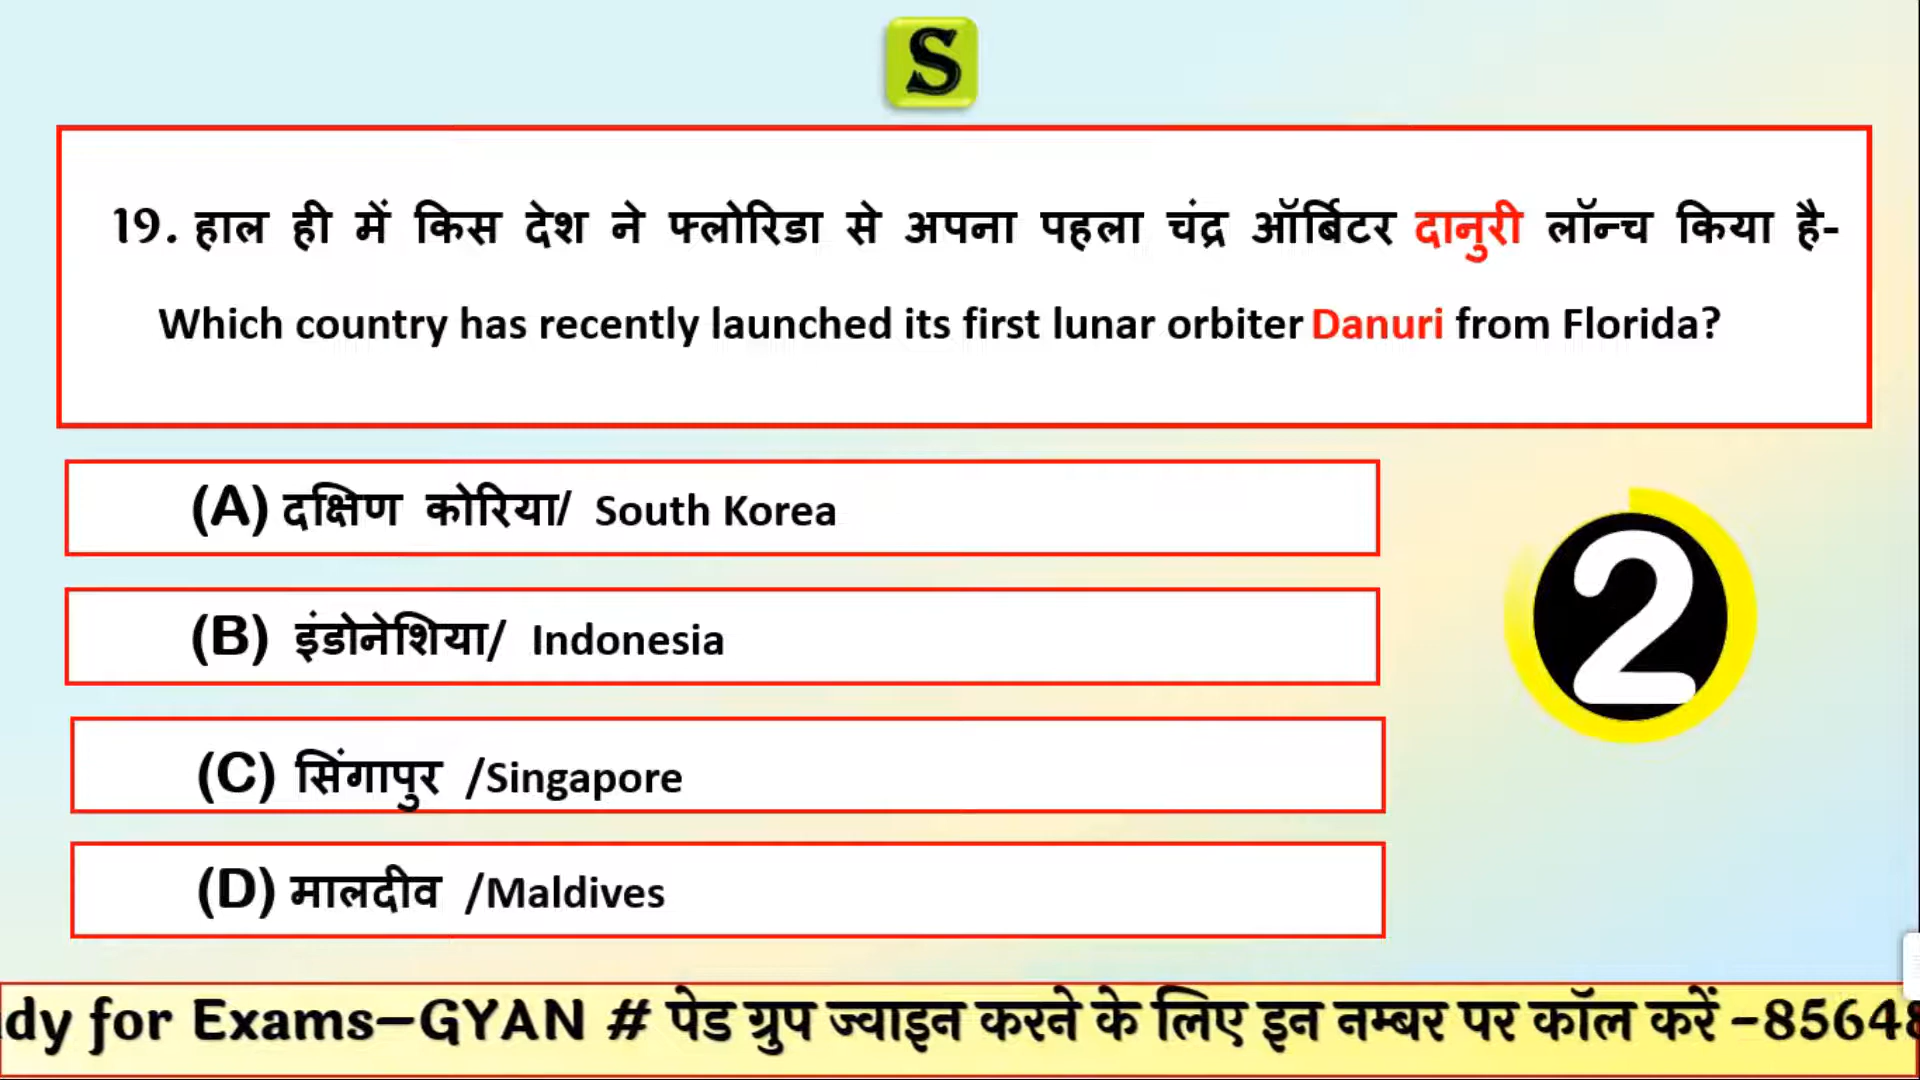 S
19. हाल ही में किस देश ने फ्लोरिडा से अपना पहला चंद्र ऑर्बिटर दानुरी लॉन्च किया है-
Which country has recently launched its first lunar orbiter Danuri from Florida?
(A) दक्षिण कोरिया/ South Korea
2
(B) इंडोनेशिया/ Indonesia
(C) सिंगापुर /Singapore
(D) मालदीव /Maldives
dy for Exams–GYAN # पेड ग्रुप ज्वाइन करने के लिए इन नम्बर पर कॉल करें -8564